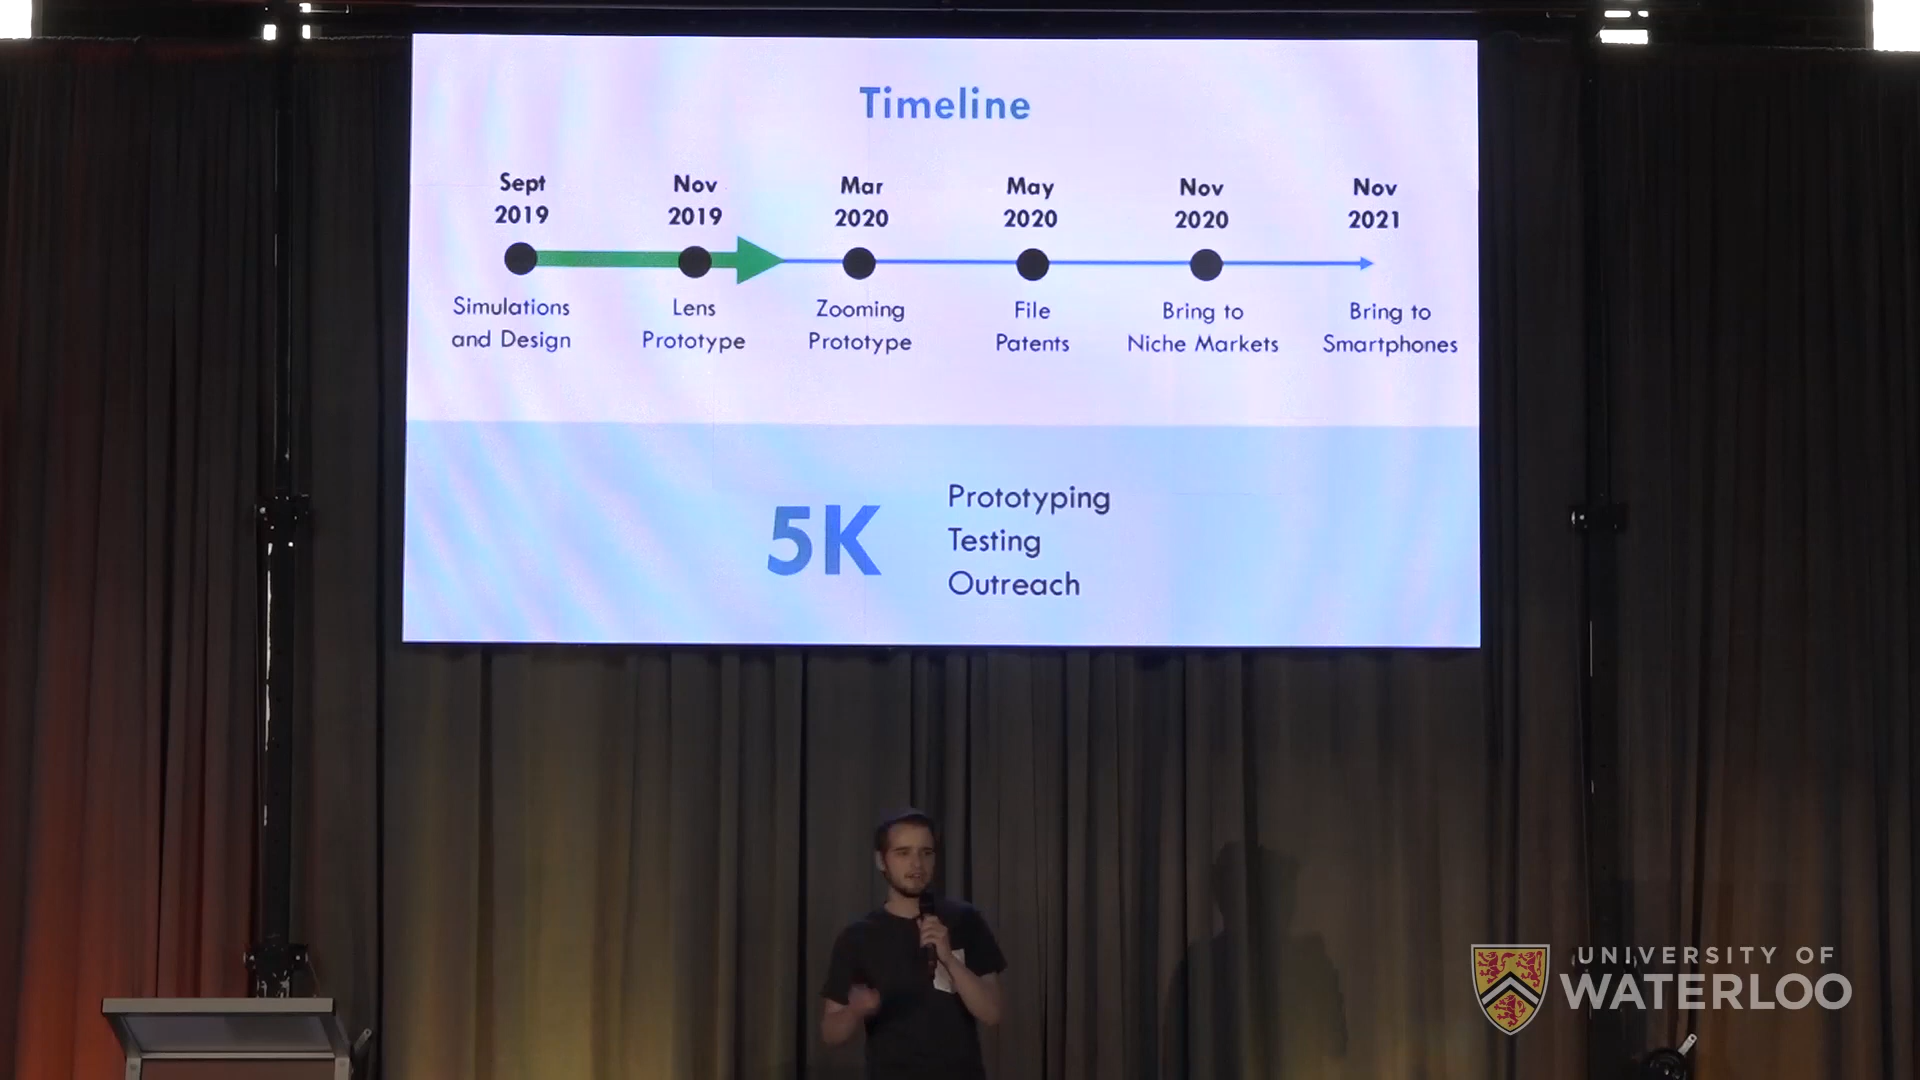 Timeline
Sept
2019
Nov
2019
Mar
2020
May
2020
Nov
2020
Nov
2021
Simulations
and Design
Lens
Prototype
Zooming
Prototype
File
Patents
Bring to
Niche Markets
Bring to
Smartphones
5K
Prototyping
Testing
Outreach
UNIVERSITY OF
WATERLOO